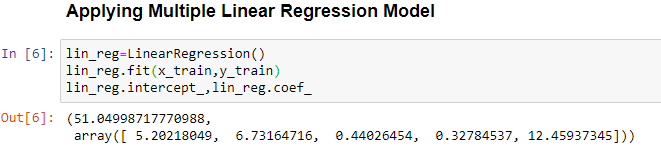 Applying Multiple Linear Regression Model
In [6]: lin_reg=LinearRegression()
lin_reg.fit(x_train,y_train)
lin_reg.intercept_,lin_reg.coef_
Out[6]: (51.04998717770988,
array([ 5.20218049,  6.73164716,  0.44026454,  0.32784537, 12.45937345]))